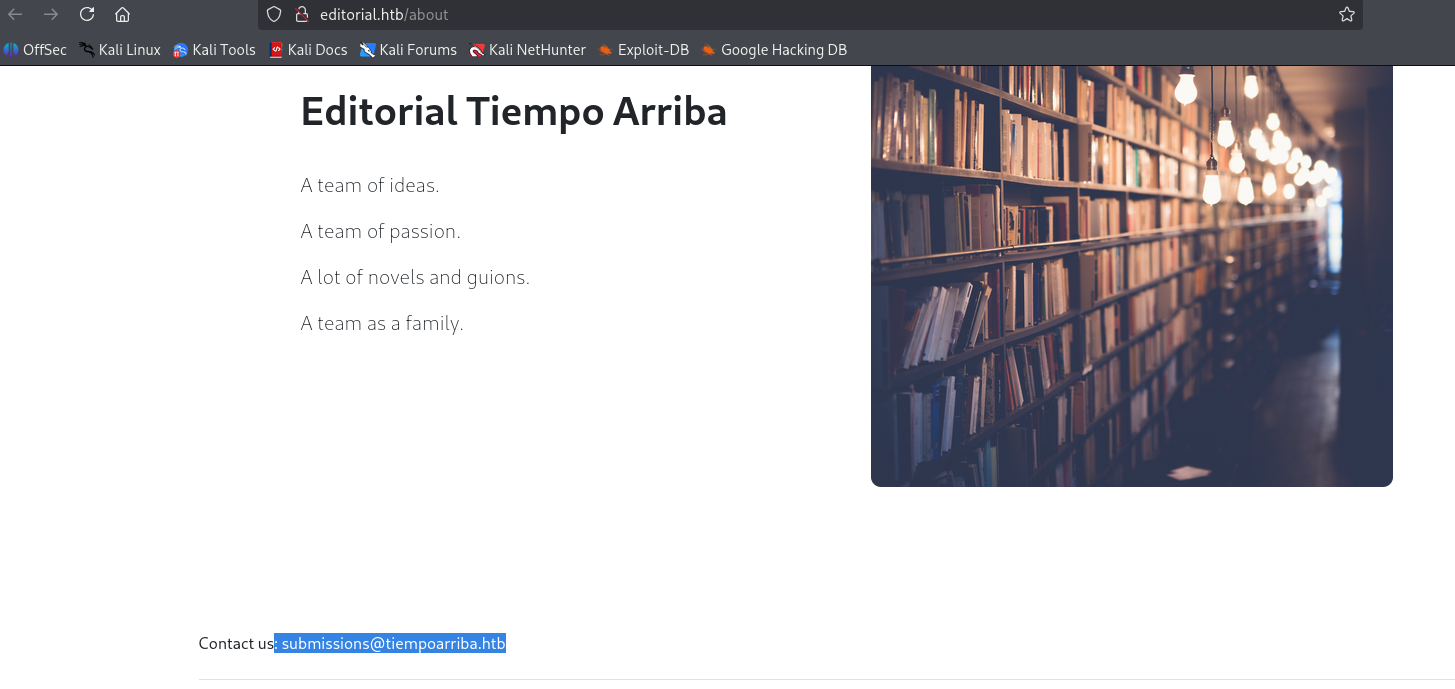 editorial.htb/about
OffSec Kali Linux Kali Tools Kali Docs Kali Forums Kali NetHunter Exploit-DB Google Hacking DB
Editorial Tiempo Arriba
A team of ideas.
A team of passion.
A lot of novels and guions.
A team as a family.
Contact us: submissions@tiempoarriba.htb